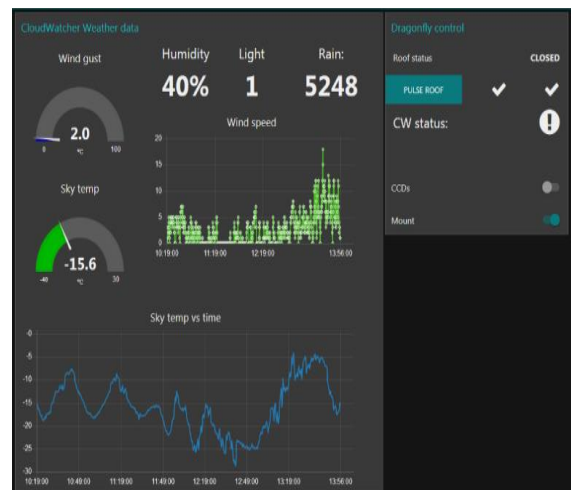 CloudWatcher Weather data
Wind gust
2.0
0 °C 100
Sky temp
-15.6
-40 °C 30
Humidity Light Rain:
40% 1 5248
Wind speed
20
15
10
5
0
10:19:00 11:19:00 12:19:00 13:56:00
Sky temp vs time
-0
-5
-10
-15
-20
-25
-30
10:19:00 10:49:00 11:19:00 11:49:00 12:19:00 12:49:00 13:19:00 13:56:00
Dragonfly control
Roof status CLOSED
PULSE ROOF
CW status:
CCDs
Mount